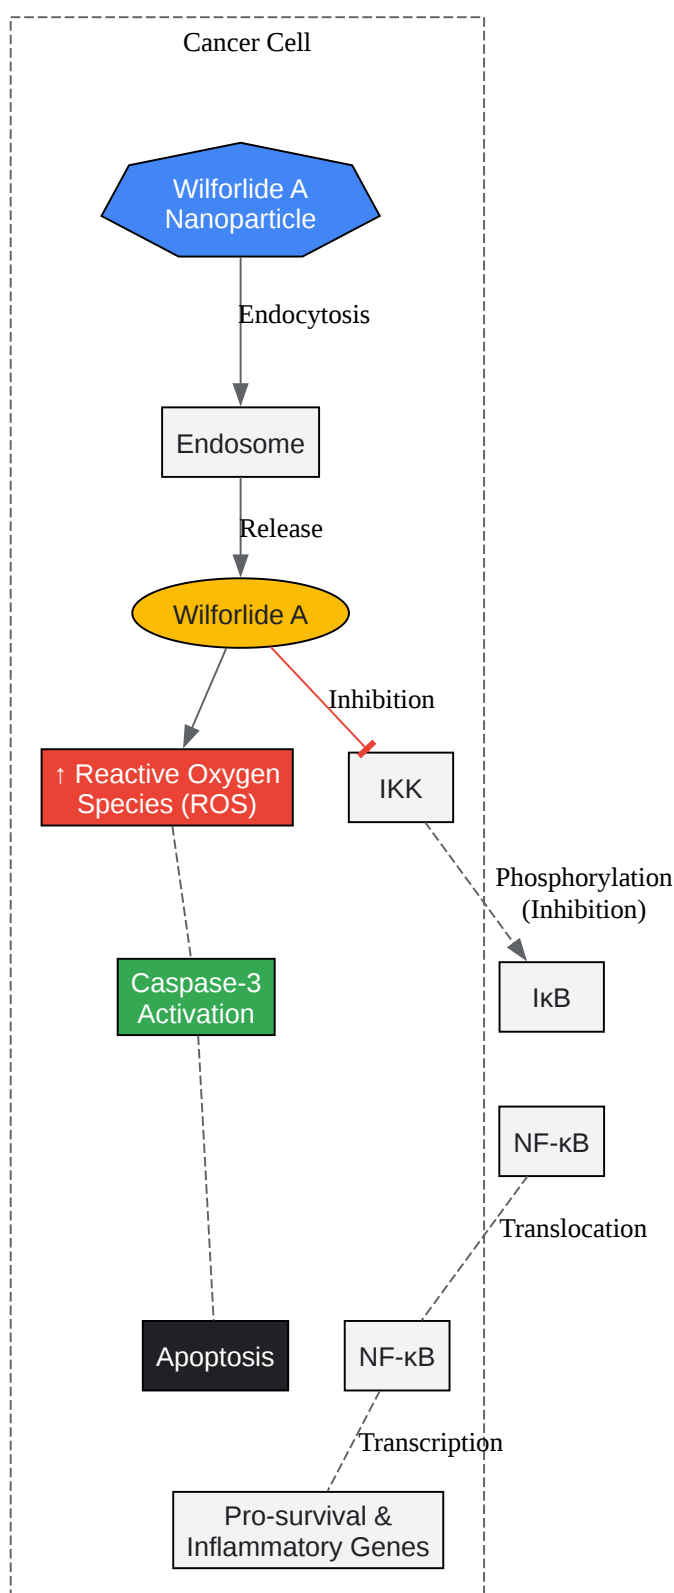 Cancer Cell
Wilforlide A
Nanoparticle
Endocytosis
Endosome
Release
Wilforlide A
Inhibition
↑ Reactive Oxygen
Species (ROS)
IKK
Phosphorylation
(Inhibition)
Caspase-3
Activation
IκB
NF-κB
Translocation
Apoptosis
NF-κB
Transcription
Pro-survival &
Inflammatory Genes